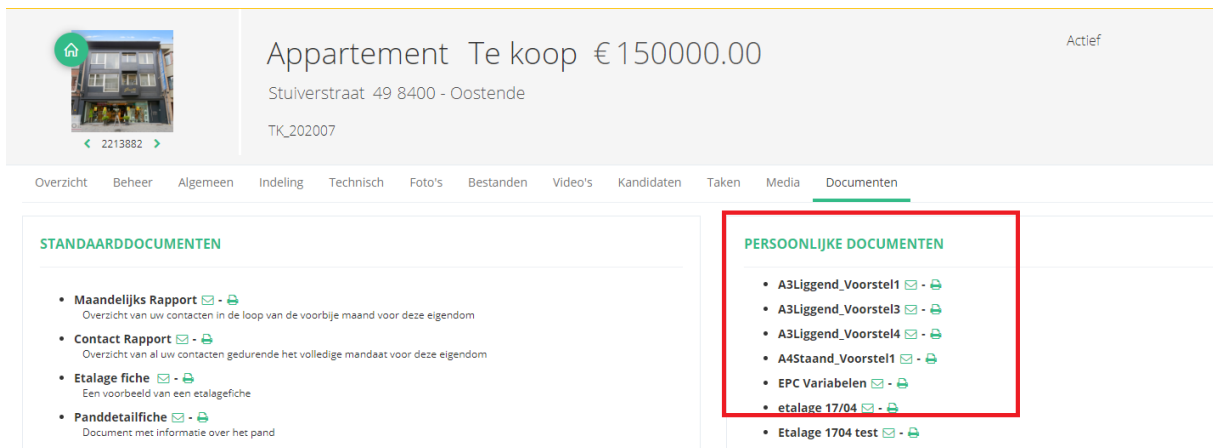 Appartement Te koop €150000.00
Actief
Stuiverstraat 49 8400 - Oostende
TK_202007
< 2213882 >
Overzicht Beheer Algemeen Indeling Technisch Foto's Bestanden Video's Kandidaten Taken Media Documenten
STANDAARDDOCUMENTEN
Maandelijks Rapport -
Overzicht van uw contacten in de loop van de voorbije maand voor deze eigendom
Contact Rapport -
Overzicht van al uw contacten gedurende het volledige mandaat voor deze eigendom
Etalage fiche -
Een voorbeeld van een etalagefiche
Panddetailfiche -
Document met informatie over het pand
PERSOONLIJKE DOCUMENTEN
A3Liggend_Voorstel1 -
A3Liggend_Voorstel3 -
A3Liggend_Voorstel4 -
A4Staand_Voorstel1 -
EPC Variabelen -
etalage 17/04 -
Etalage 1704 test -